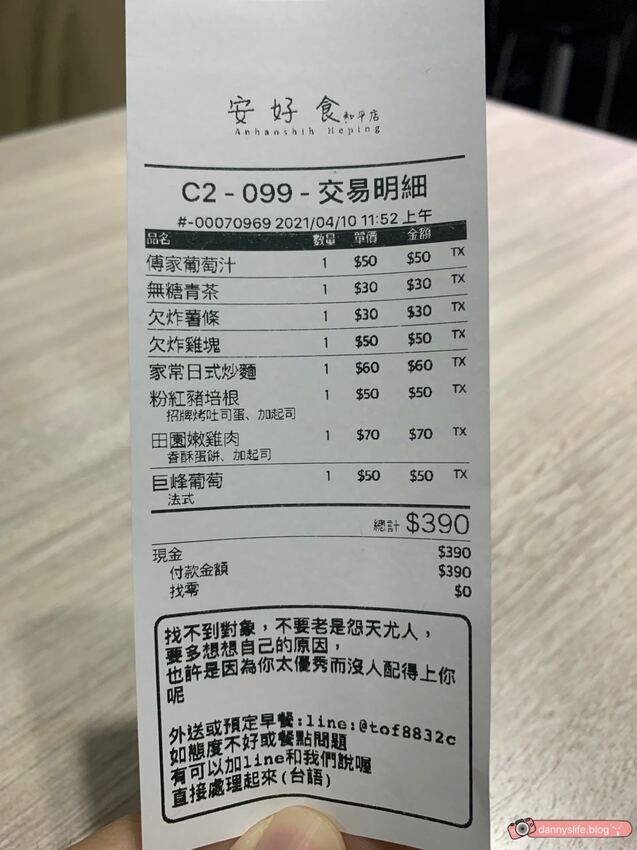 安好食和平店
Anhaoshih Heping
C2 - 099 - 交易明細
#-00070969 2021/04/10 11:52 上午
品名 數量 單價 金額
傅家葡萄汁 1 $50 $50 TX
無糖青茶 1 $30 $30 TX
欠炸薯條 1 $30 $30 TX
欠炸雞塊 1 $50 $50 TX
家常日式炒麵 1 $60 $60 TX
粉紅豬培根 1 $50 $50 TX
招牌烤吐司蛋、加起司
田園嫩雞肉 1 $70 $70 TX
香酥蛋餅、加起司
巨峰葡萄 1 $50 $50 TX
法式
總計 $390
現金 $390
付款金額 $390
找零 $0
找不到對象，不要老是怨天尤人，
要多想想自己的原因，
也許是因為你太優秀而沒人配得上你
呢
外送或預定早餐:line:@tof8832c
如態度不好或餐點問題
有可以加line和我們說喔
直接處理起來(台語)
dannyslife.blog